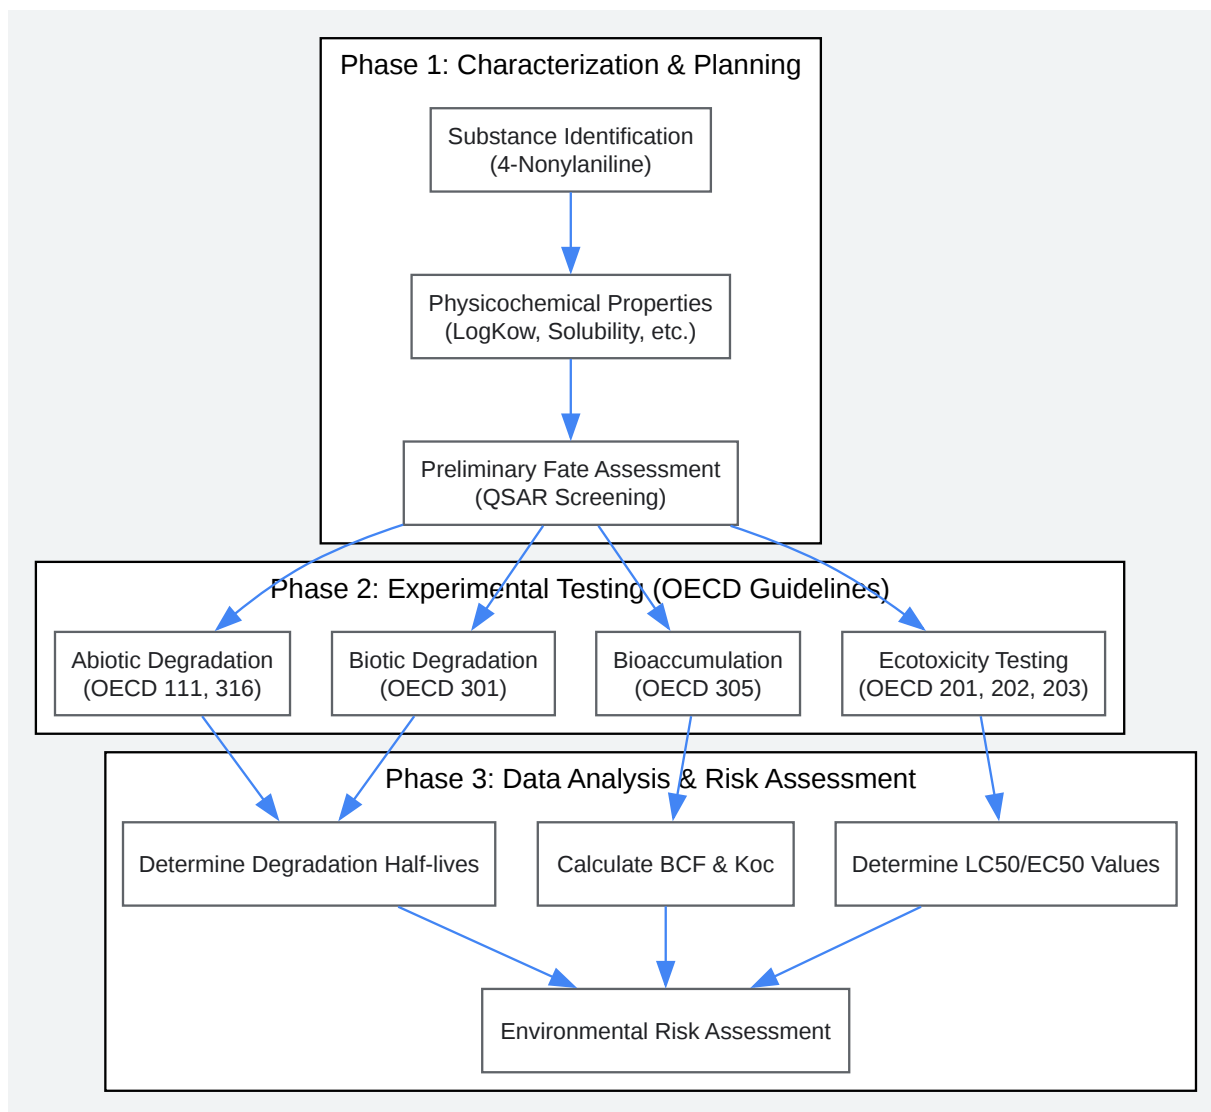 Phase 1: Characterization & Planning
Substance Identification
(4-Nonylaniline)
Physicochemical Properties
(LogKow, Solubility, etc.)
Preliminary Fate Assessment
(QSAR Screening)
Phase 2: Experimental Testing (OECD Guidelines)
Abiotic Degradation
(OECD 111, 316)
Biotic Degradation
(OECD 301)
Bioaccumulation
(OECD 305)
Ecotoxicity Testing
(OECD 201, 202, 203)
Phase 3: Data Analysis & Risk Assessment
Determine Degradation Half-lives
Calculate BCF & Koc
Determine LC50/EC50 Values
Environmental Risk Assessment